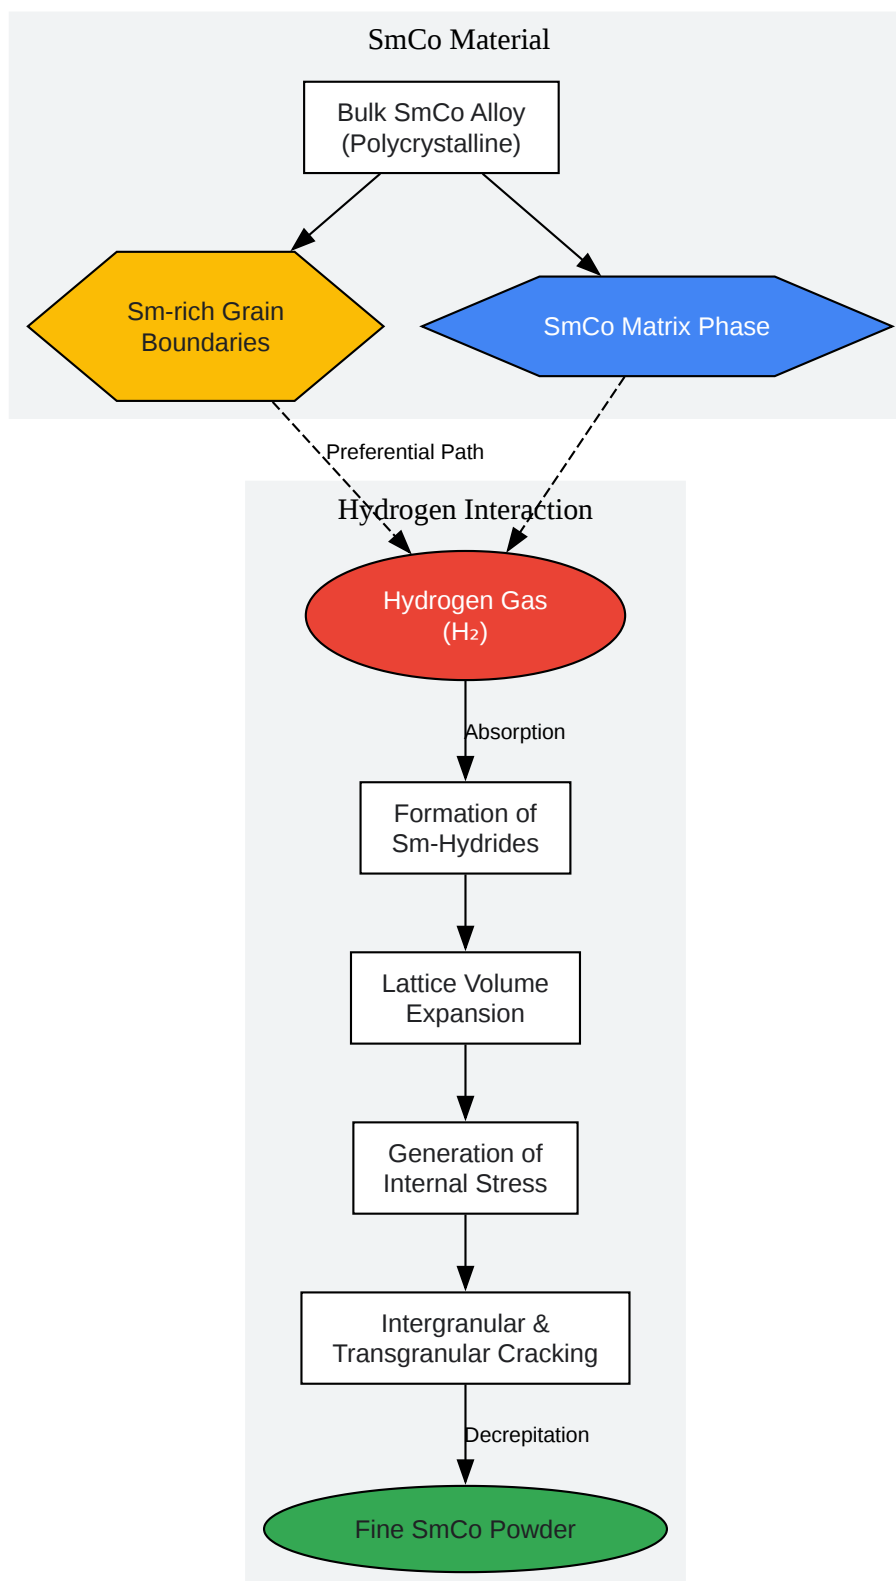 SmCo Material
Bulk SmCo Alloy
(Polycrystalline)
Sm-rich Grain
Boundaries
SmCo Matrix Phase
Preferential Path
Hydrogen Interaction
Hydrogen Gas
(H₂)
Absorption
Formation of
Sm-Hydrides
Lattice Volume
Expansion
Generation of
Internal Stress
Intergranular &
Transgranular Cracking
Decrepitation
Fine SmCo Powder